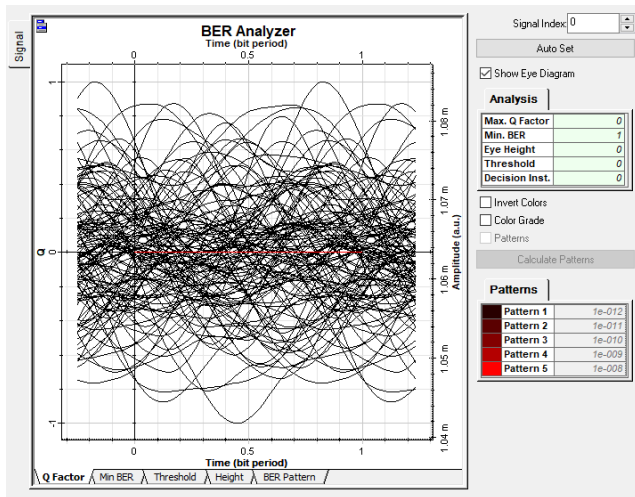 Signal
BER Analyzer
Time (bit period)
0 0.5 1
1
Q 0
-1
1.08 m
1.07 m
1.06 m
1.05 m
1.04 m
Amplitude (a.u.)
0 0.5 1
Time (bit period)
Q Factor Min BER Threshold Height BER Pattern
Signal Index: 0
Auto Set
Show Eye Diagram
Analysis
Max. Q Factor 0
Min. BER 1
Eye Height 0
Threshold 0
Decision Inst. 0
Invert Colors
Color Grade
Patterns
Calculate Patterns
Patterns
Pattern 1 1e-012
Pattern 2 1e-011
Pattern 3 1e-010
Pattern 4 1e-009
Pattern 5 1e-008